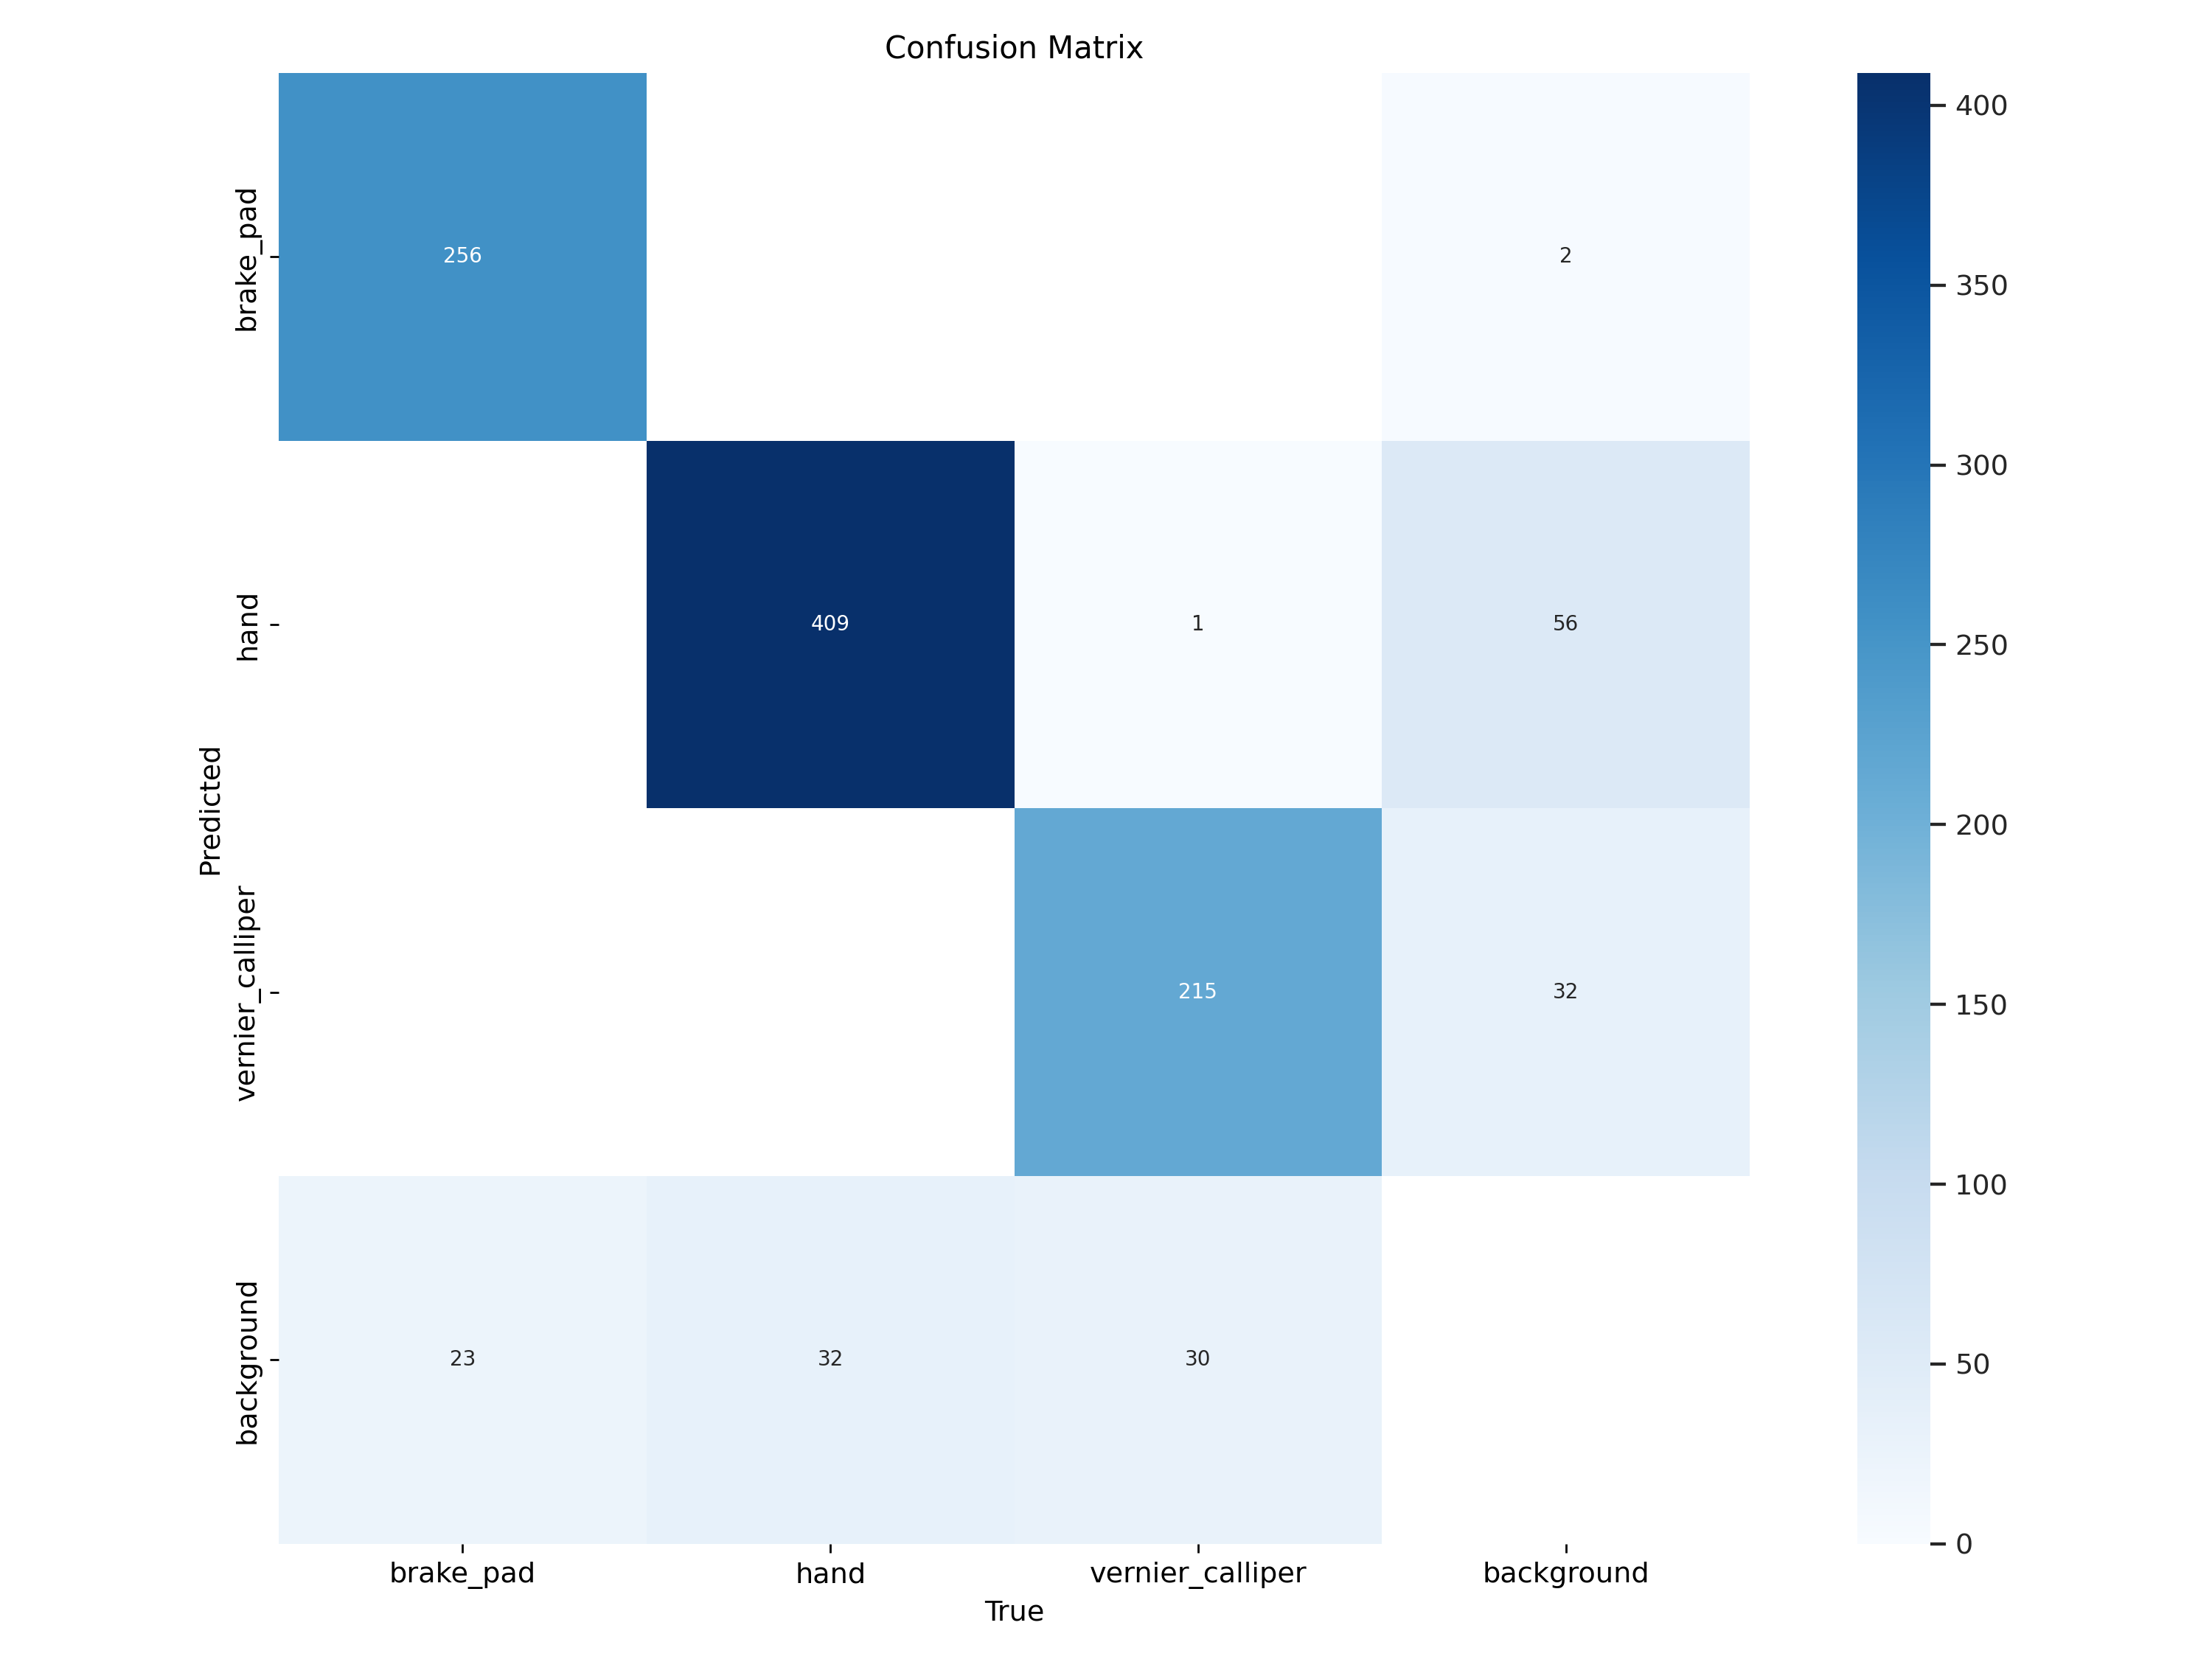 Confusion Matrix
brake_pad
256
2
hand
409
1
56
vernier_calliper
215
32
background
23
32
30
Predicted
brake_pad
hand
vernier_calliper
background
True
400
350
300
250
200
150
100
50
0